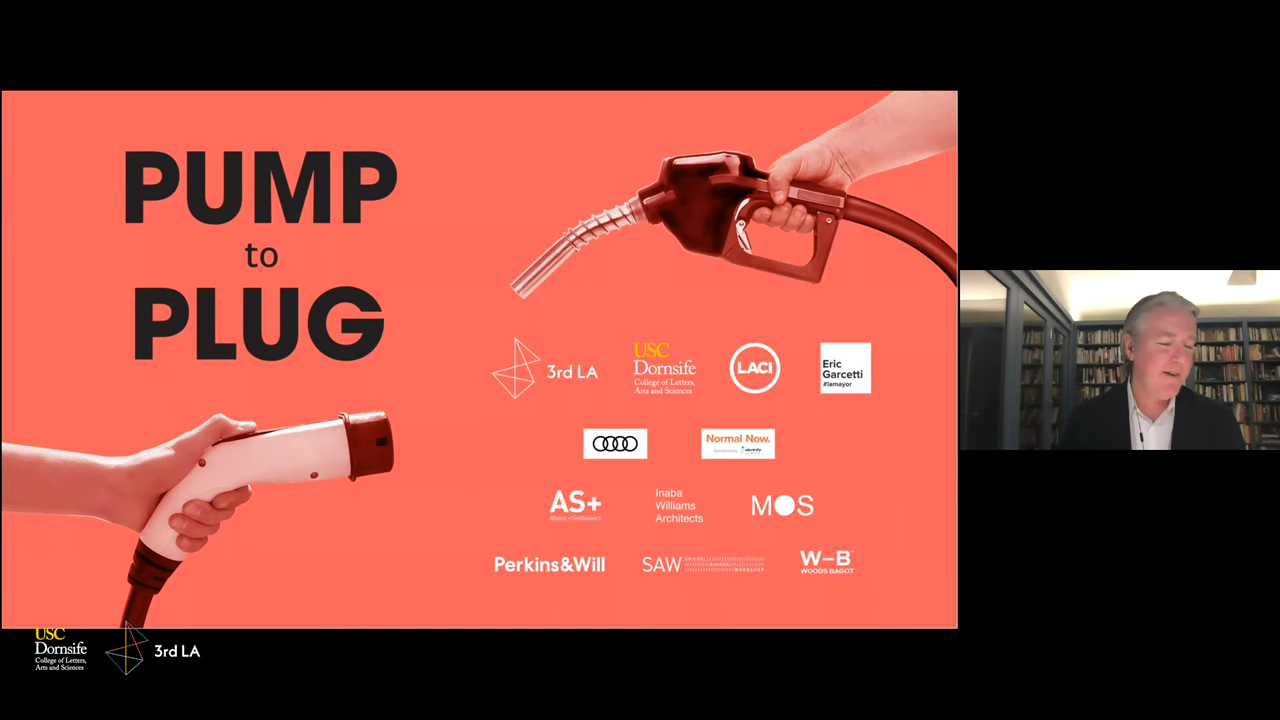 PUMP
to
PLUG
3rd LA
USC
Dornsife
College of Letters,
Arts and Sciences
LACI
Eric
Garcetti
#lamayor
Normal Now.
electrify
AS+
Inaba
Williams
Architects
MOS
Perkins&Will
SAW
W–B
WOODS BAGOT
USC
Dornsife
College of Letters,
Arts and Sciences
3rd LA